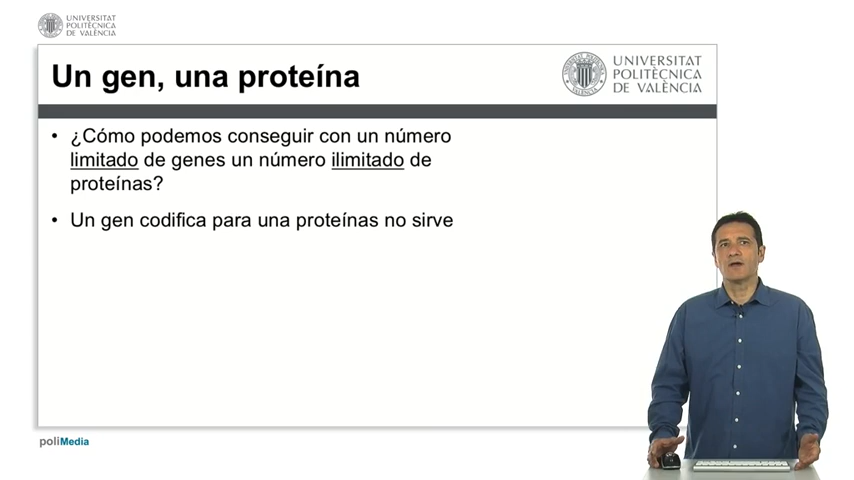 UNIVERSITAT
POLITÈCNICA
DE VALÈNCIA
Un gen, una proteína
UNIVERSITAT
POLITÈCNICA
DE VALÈNCIA
• ¿Cómo podemos conseguir con un número
limitado de genes un número ilimitado de
proteínas?
• Un gen codifica para una proteínas no sirve
poliMedia